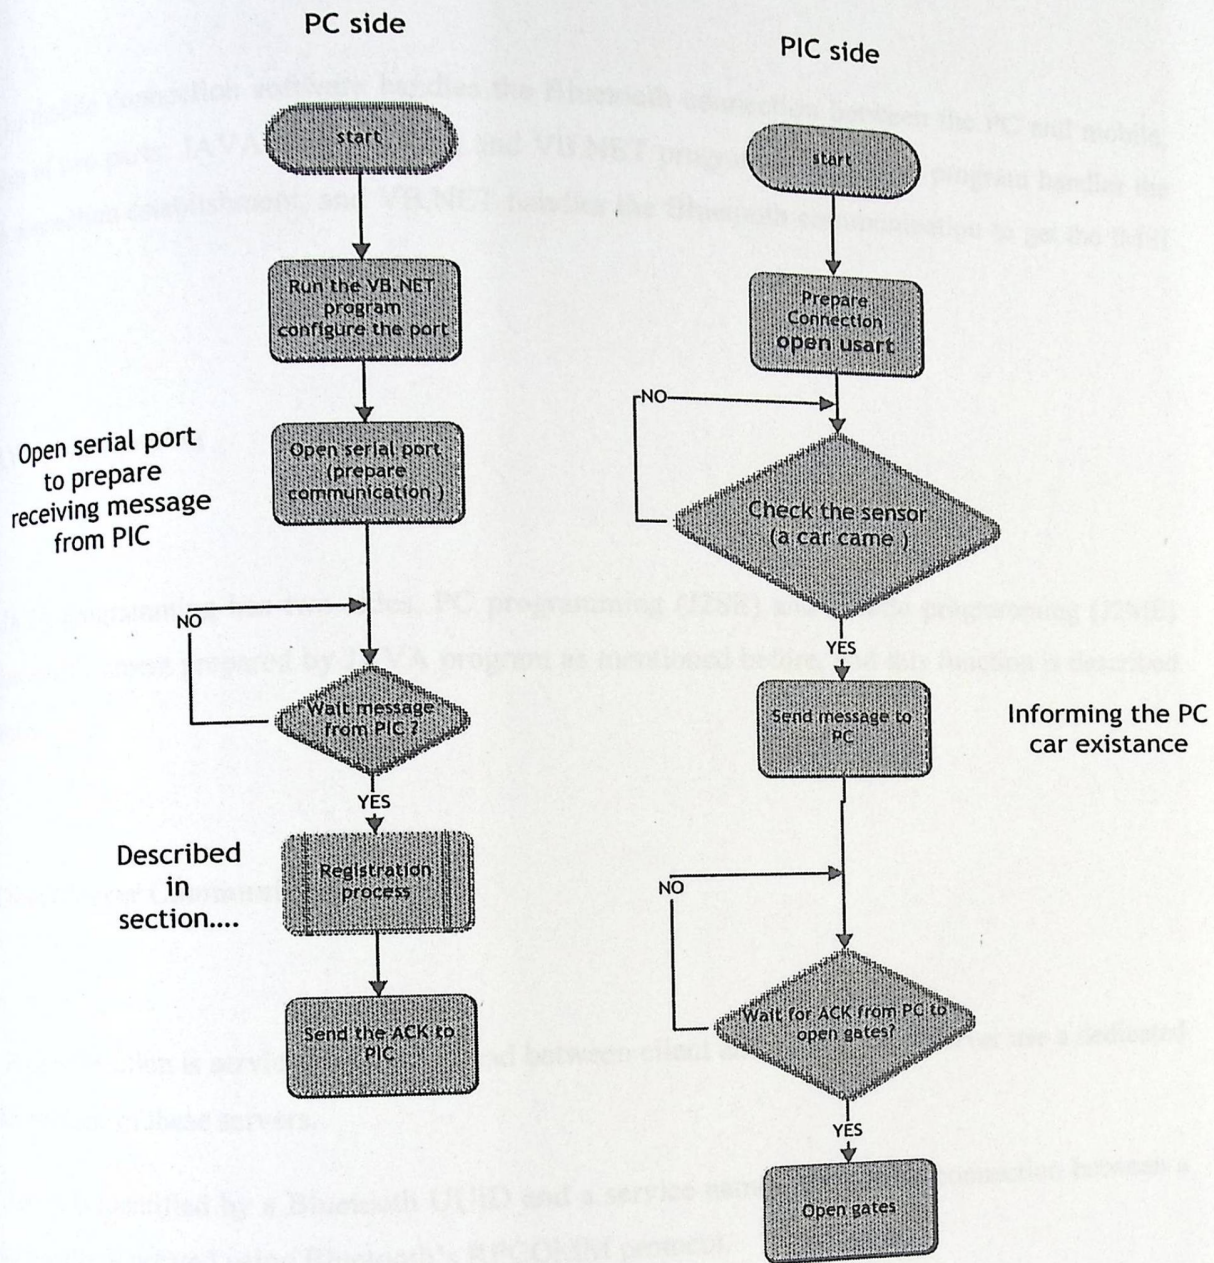 PC side
start
Run the VB.NET
program
configure the port
Open serial port
to prepare
receiving message
from PIC
Open serial port
(prepare
communication )
NO
Wait message
from PIC ?
YES
Described
in
section....
Registration
process
Send the ACK to
PIC
PIC side
start
Prepare
Connection
open usart
NO
Check the sensor
(a car came )
YES
Send message to
PC
Informing the PC
car existance
NO
Wait for ACK from PC to
open gates?
YES
Open gates